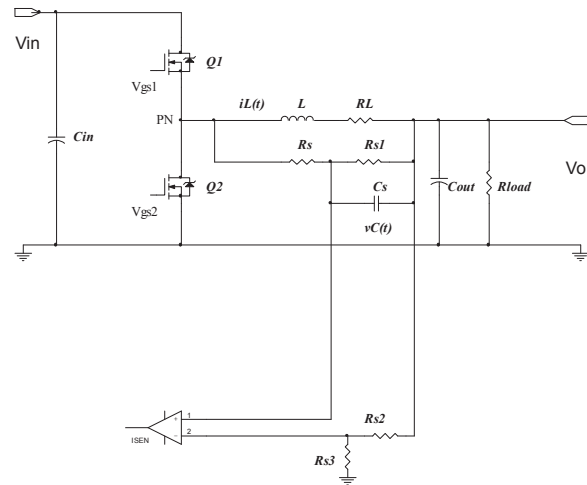 Vin
Q1
Vgs1
PN
iL(t)
L
RL
Cin
Rs
Rs1
Vo
Q2
Cs
Cout
Rload
Vgs2
vC(t)
+
1
ISEN
-
2
Rs2
Rs3